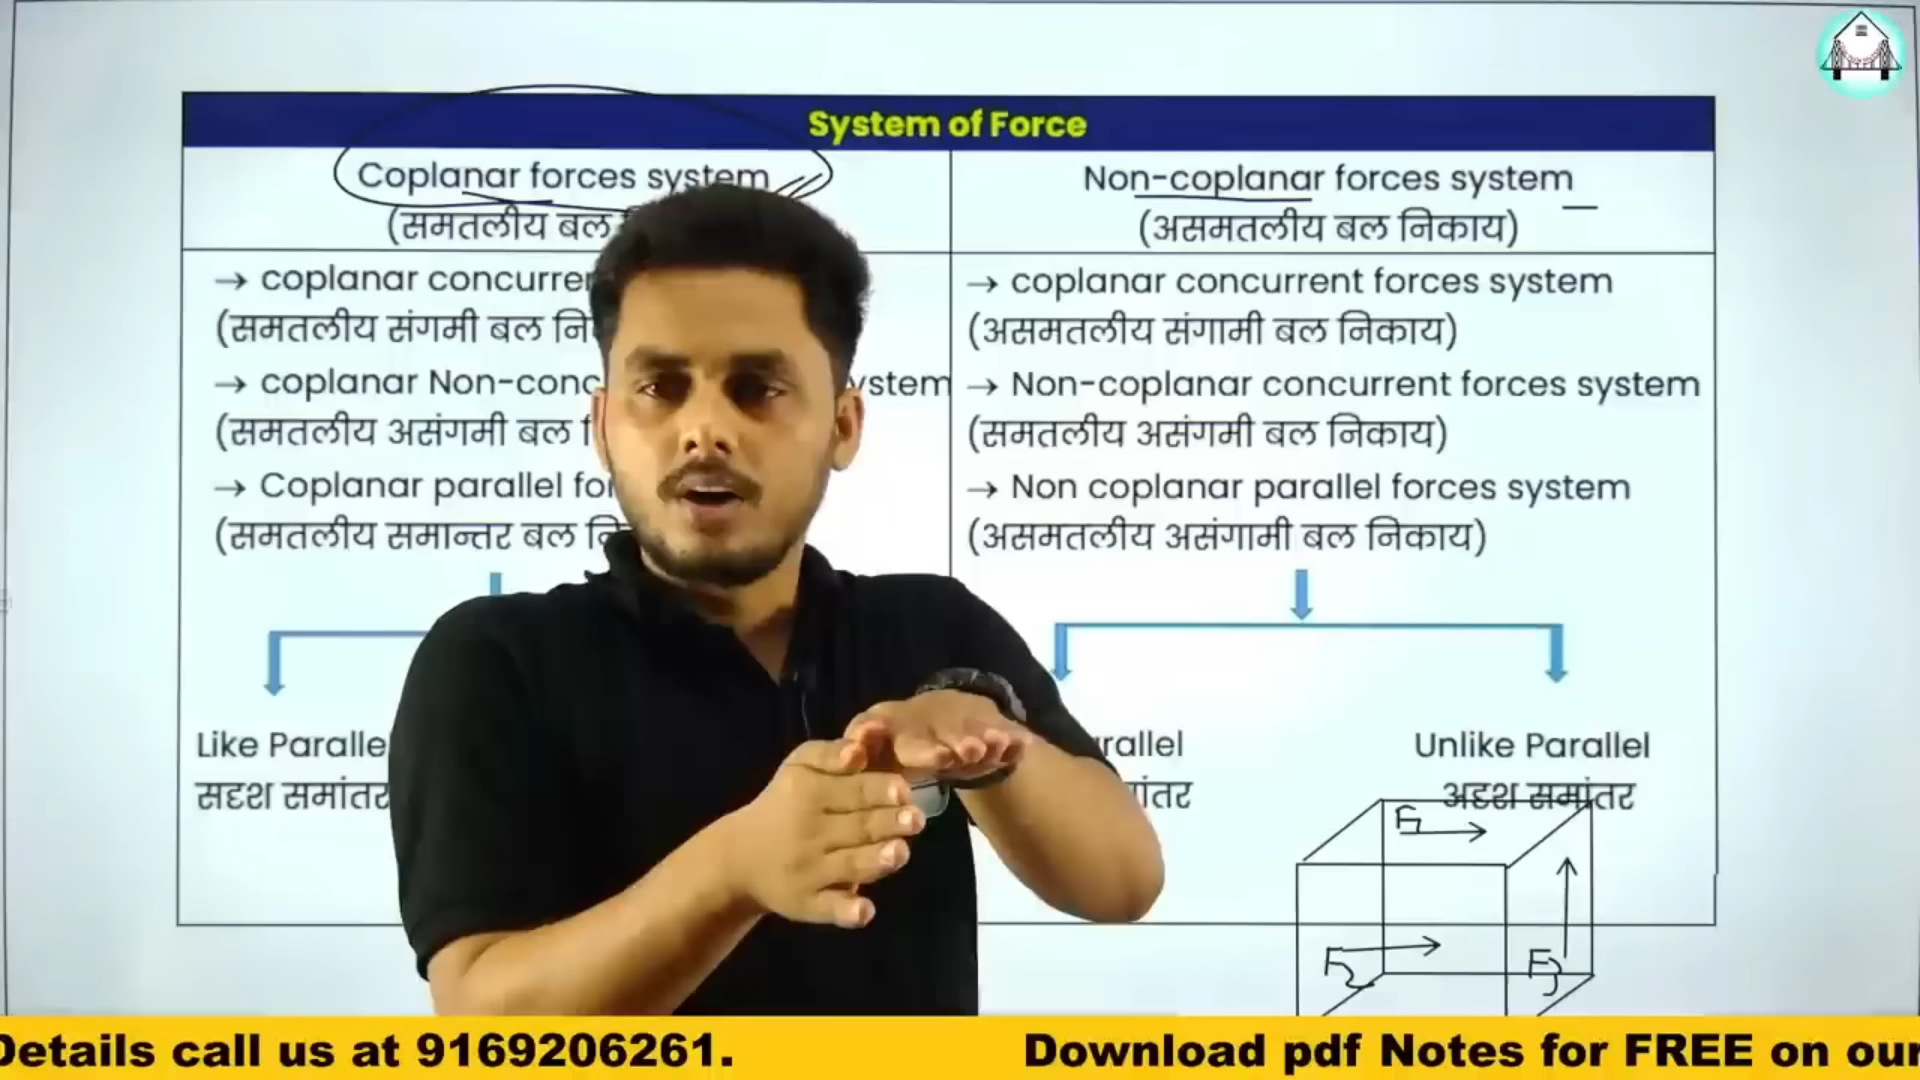 System of Force
Coplanar forces system
(समतलीय बल
→ coplanar concurre
(समतलीय संगमी बल नि
→ coplanar Non-conc
ystem
(समतलीय असंगमी बल
→ Coplanar parallel for
(समतलीय समान्तर बल नि
Like Paralle
सदृश समांतर
Non-coplanar forces system
(असमतलीय बल निकाय)
→ coplanar concurrent forces system
(असमतलीय संगामी बल निकाय)
→ Non-coplanar concurrent forces system
(समतलीय असंगमी बल निकाय)
→ Non coplanar parallel forces system
(असमतलीय असंगामी बल निकाय)
rallel
ांतर
Unlike Parallel
अदृश समांतर
F1
F2
F3
Details call us at 9169206261.
Download pdf Notes for FREE on our